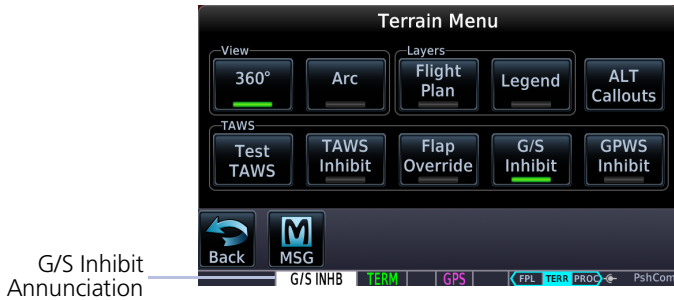 Terrain Menu
View
Layers
360°
Arc
Flight
Plan
Legend
ALT
Callouts
TAWS
Test
TAWS
TAWS
Inhibit
Flap
Override
G/S
Inhibit
GPWS
Inhibit
Back
MSG
G/S Inhibit
Annunciation
G/S INHB
TERM
GPS
FPL
TERR
PROC
PshCom